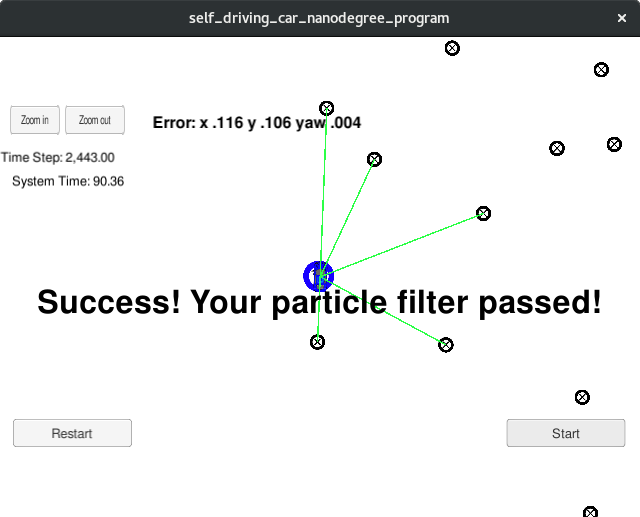 self_driving_car_nanodegree_program
Zoom in
Zoom out
Error: x .116 y .106 yaw .004
Time Step: 2,443.00
System Time: 90.36
Success! Your particle filter passed!
Restart
Start